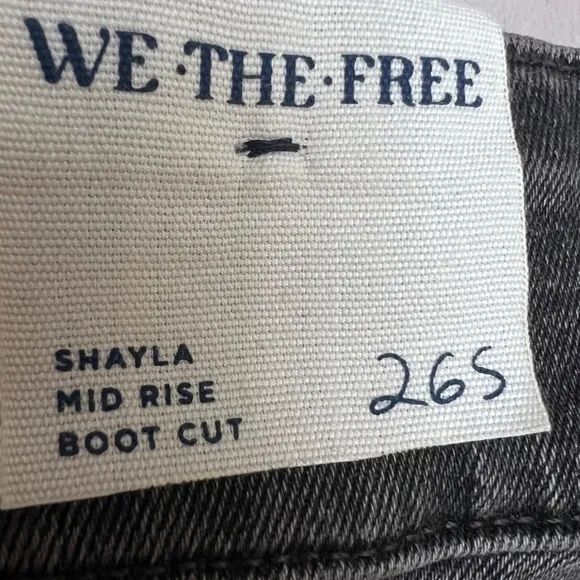 WE·THE·FREE
SHAYLA
MID RISE
BOOT CUT
26S